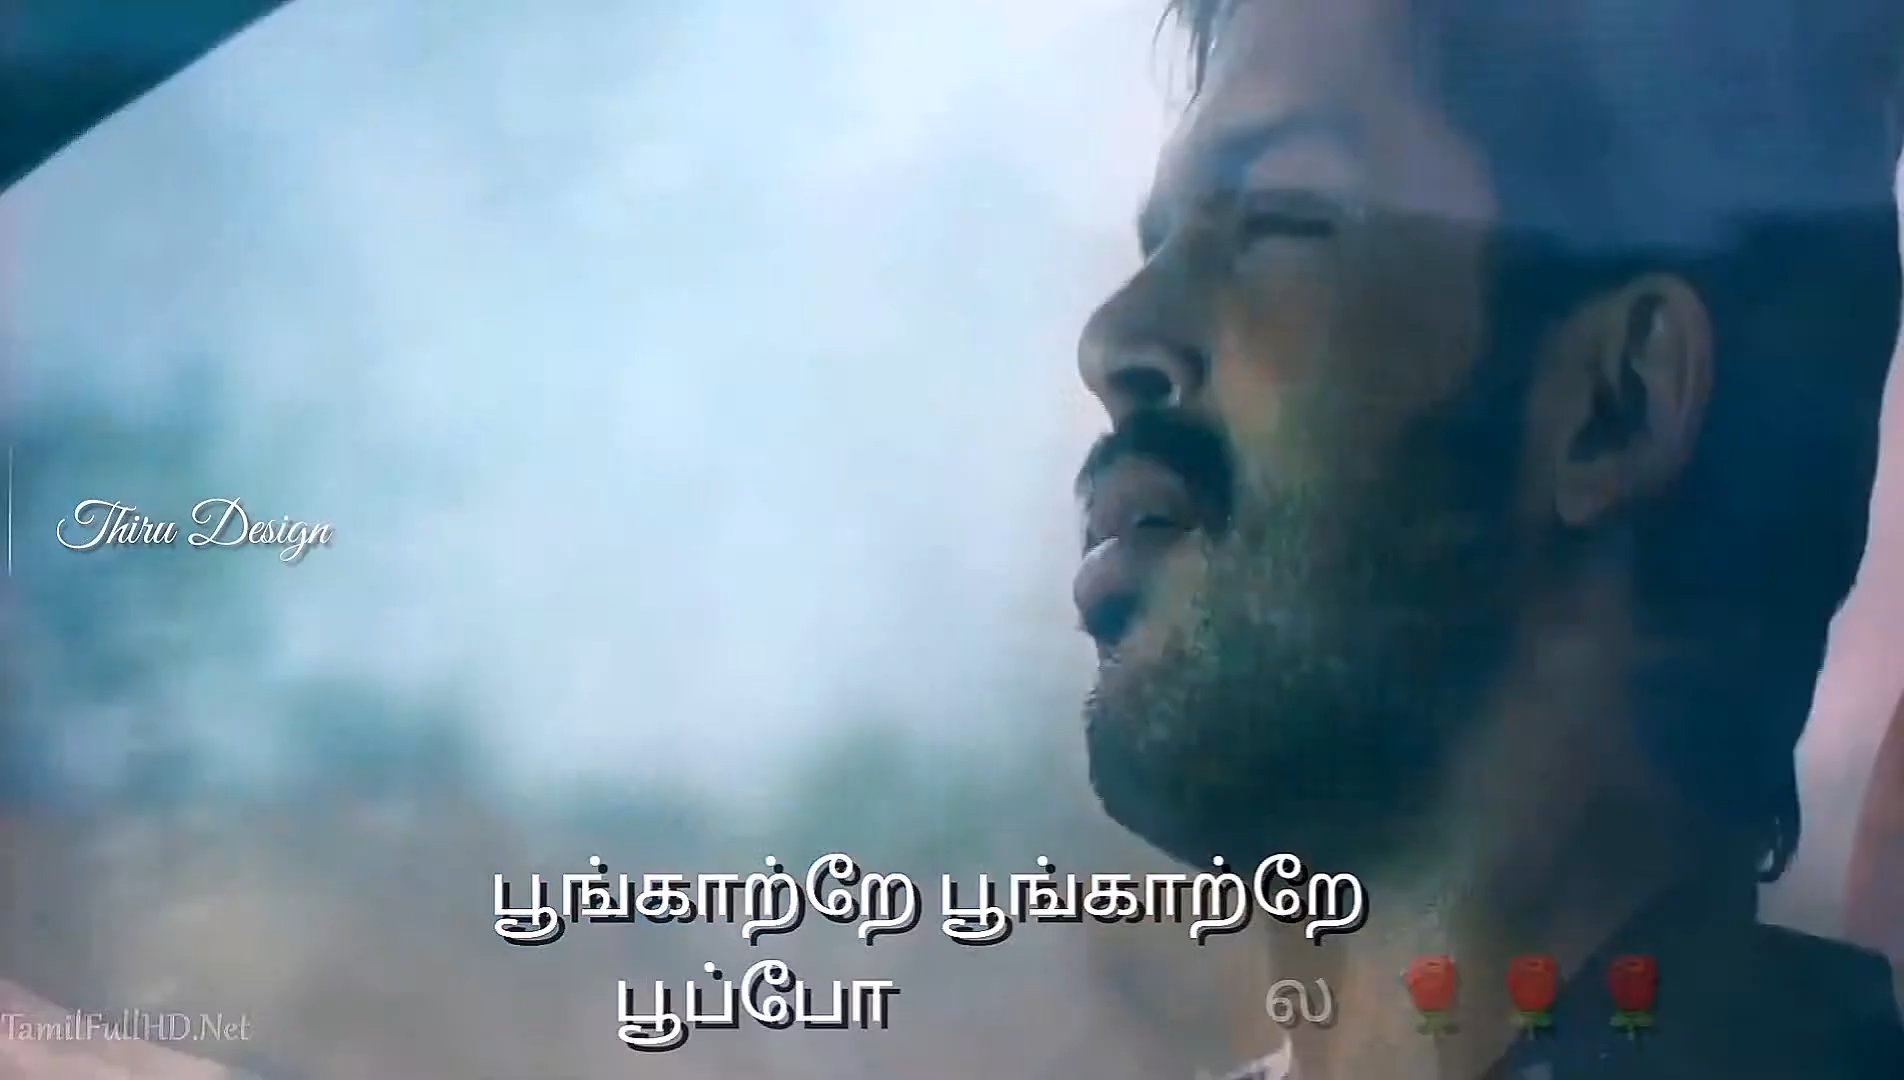 Thiru Design
பூங்காற்றே பூங்காற்றே
பூப்போ ல 🌹 🌹 🌹
TamilFullHD.Net